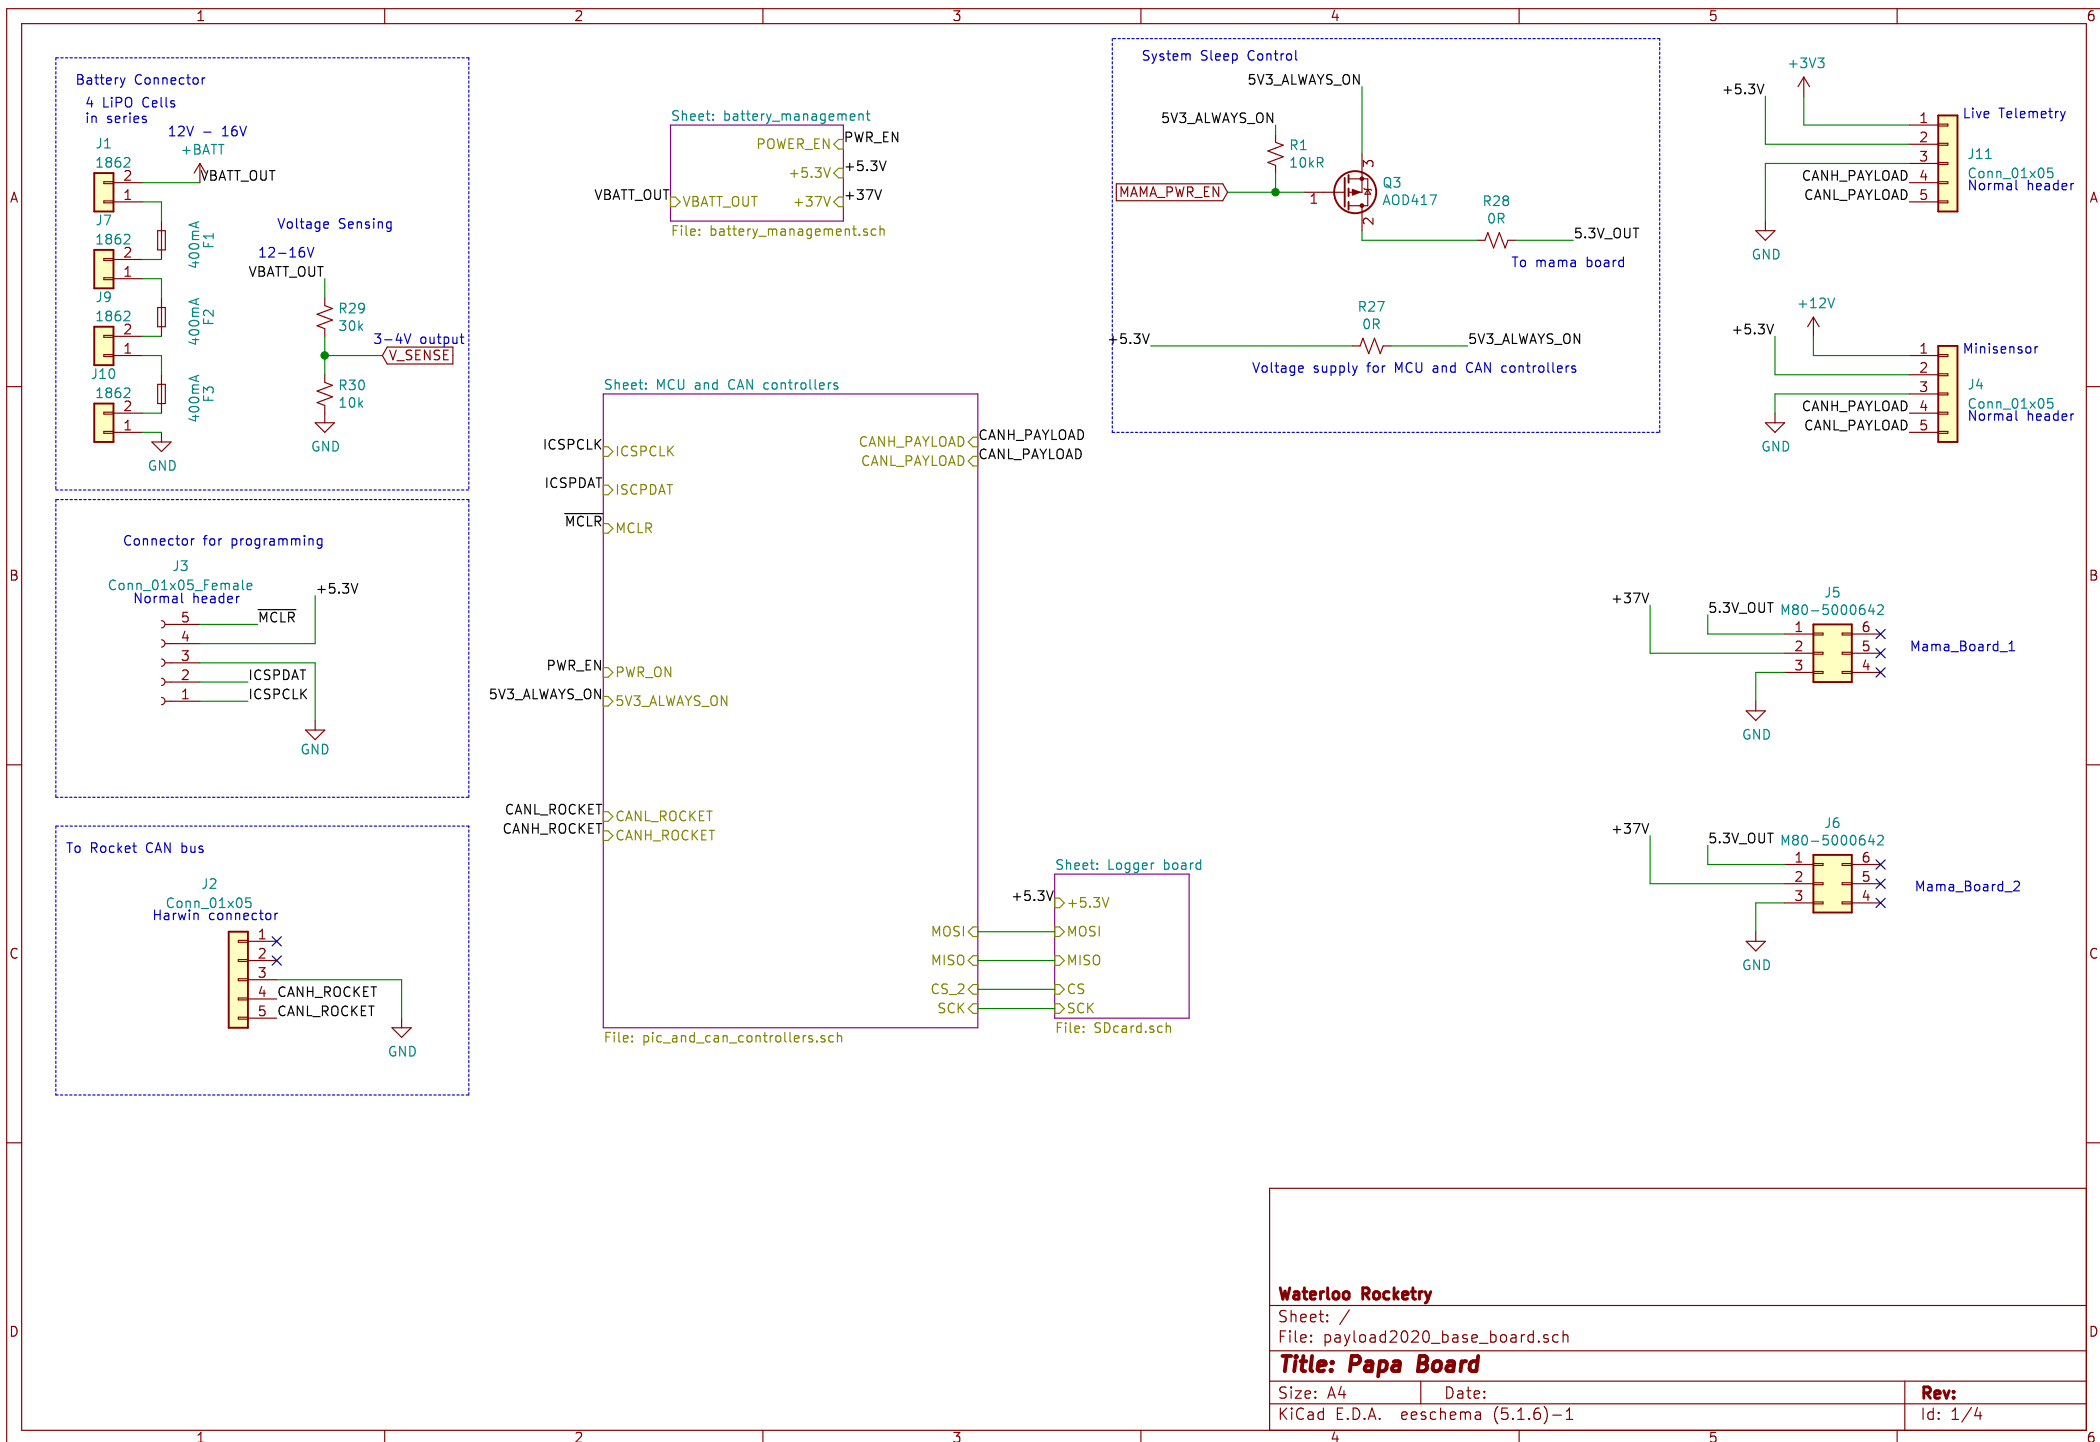 1 2 3 4 5 6
A
B
C
D
A
B
C
D
1 2 3 4 5 6
Battery Connector
4 LiPO Cells
in series
12V - 16V
+BATT
VBATT_OUT
J1
1862
2
1
J7
1862
2
1
J9
1862
2
1
J10
1862
2
1
400mA
F1
400mA
F2
400mA
F3
GND
Voltage Sensing
12-16V
VBATT_OUT
R29
30k
3-4V output
V_SENSE
R30
10k
GND
Connector for programming
J3
Conn_01x05_Female
Normal header
+5.3V
5
MCLR
4
3
2
ICSPDAT
1
ICSPCLK
GND
To Rocket CAN bus
J2
Conn_01x05
Harwin connector
1
2
3
4
CANH_ROCKET
5
CANL_ROCKET
GND
Sheet: battery_management
POWER_EN
PWR_EN
+5.3V
+5.3V
VBATT_OUT
VBATT_OUT
+37V
+37V
File: battery_management.sch
Sheet: MCU and CAN controllers
ICSPCLK
ICSPCLK
ICSPDAT
ISCPDAT
MCLR
MCLR
CANH_PAYLOAD
CANH_PAYLOAD
CANL_PAYLOAD
CANL_PAYLOAD
PWR_EN
PWR_ON
5V3_ALWAYS_ON
5V3_ALWAYS_ON
CANL_ROCKET
CANL_ROCKET
CANH_ROCKET
CANH_ROCKET
MOSI
MISO
CS_2
SCK
File: pic_and_can_controllers.sch
Sheet: Logger board
+5.3V
+5.3V
MOSI
MISO
CS
SCK
File: SDcard.sch
System Sleep Control
5V3_ALWAYS_ON
5V3_ALWAYS_ON
R1
10kR
MAMA_PWR_EN
1
3
2
Q3
AOD417
R28
0R
5.3V_OUT
To mama board
R27
0R
+5.3V
5V3_ALWAYS_ON
Voltage supply for MCU and CAN controllers
+3V3
+5.3V
Live Telemetry
1
2
3
4
5
J11
Conn_01x05
Normal header
CANH_PAYLOAD
CANL_PAYLOAD
GND
+12V
+5.3V
Minisensor
1
2
3
4
5
J4
Conn_01x05
Normal header
CANH_PAYLOAD
CANL_PAYLOAD
GND
J5
M80-5000642
+37V
5.3V_OUT
1 6
2 5
3 4
Mama_Board_1
GND
J6
M80-5000642
+37V
5.3V_OUT
1 6
2 5
3 4
Mama_Board_2
GND
Waterloo Rocketry
Sheet: /
File: payload2020_base_board.sch
Title: Papa Board
Size: A4 Date: Rev:
KiCad E.D.A. eeschema (5.1.6)-1 Id: 1/4